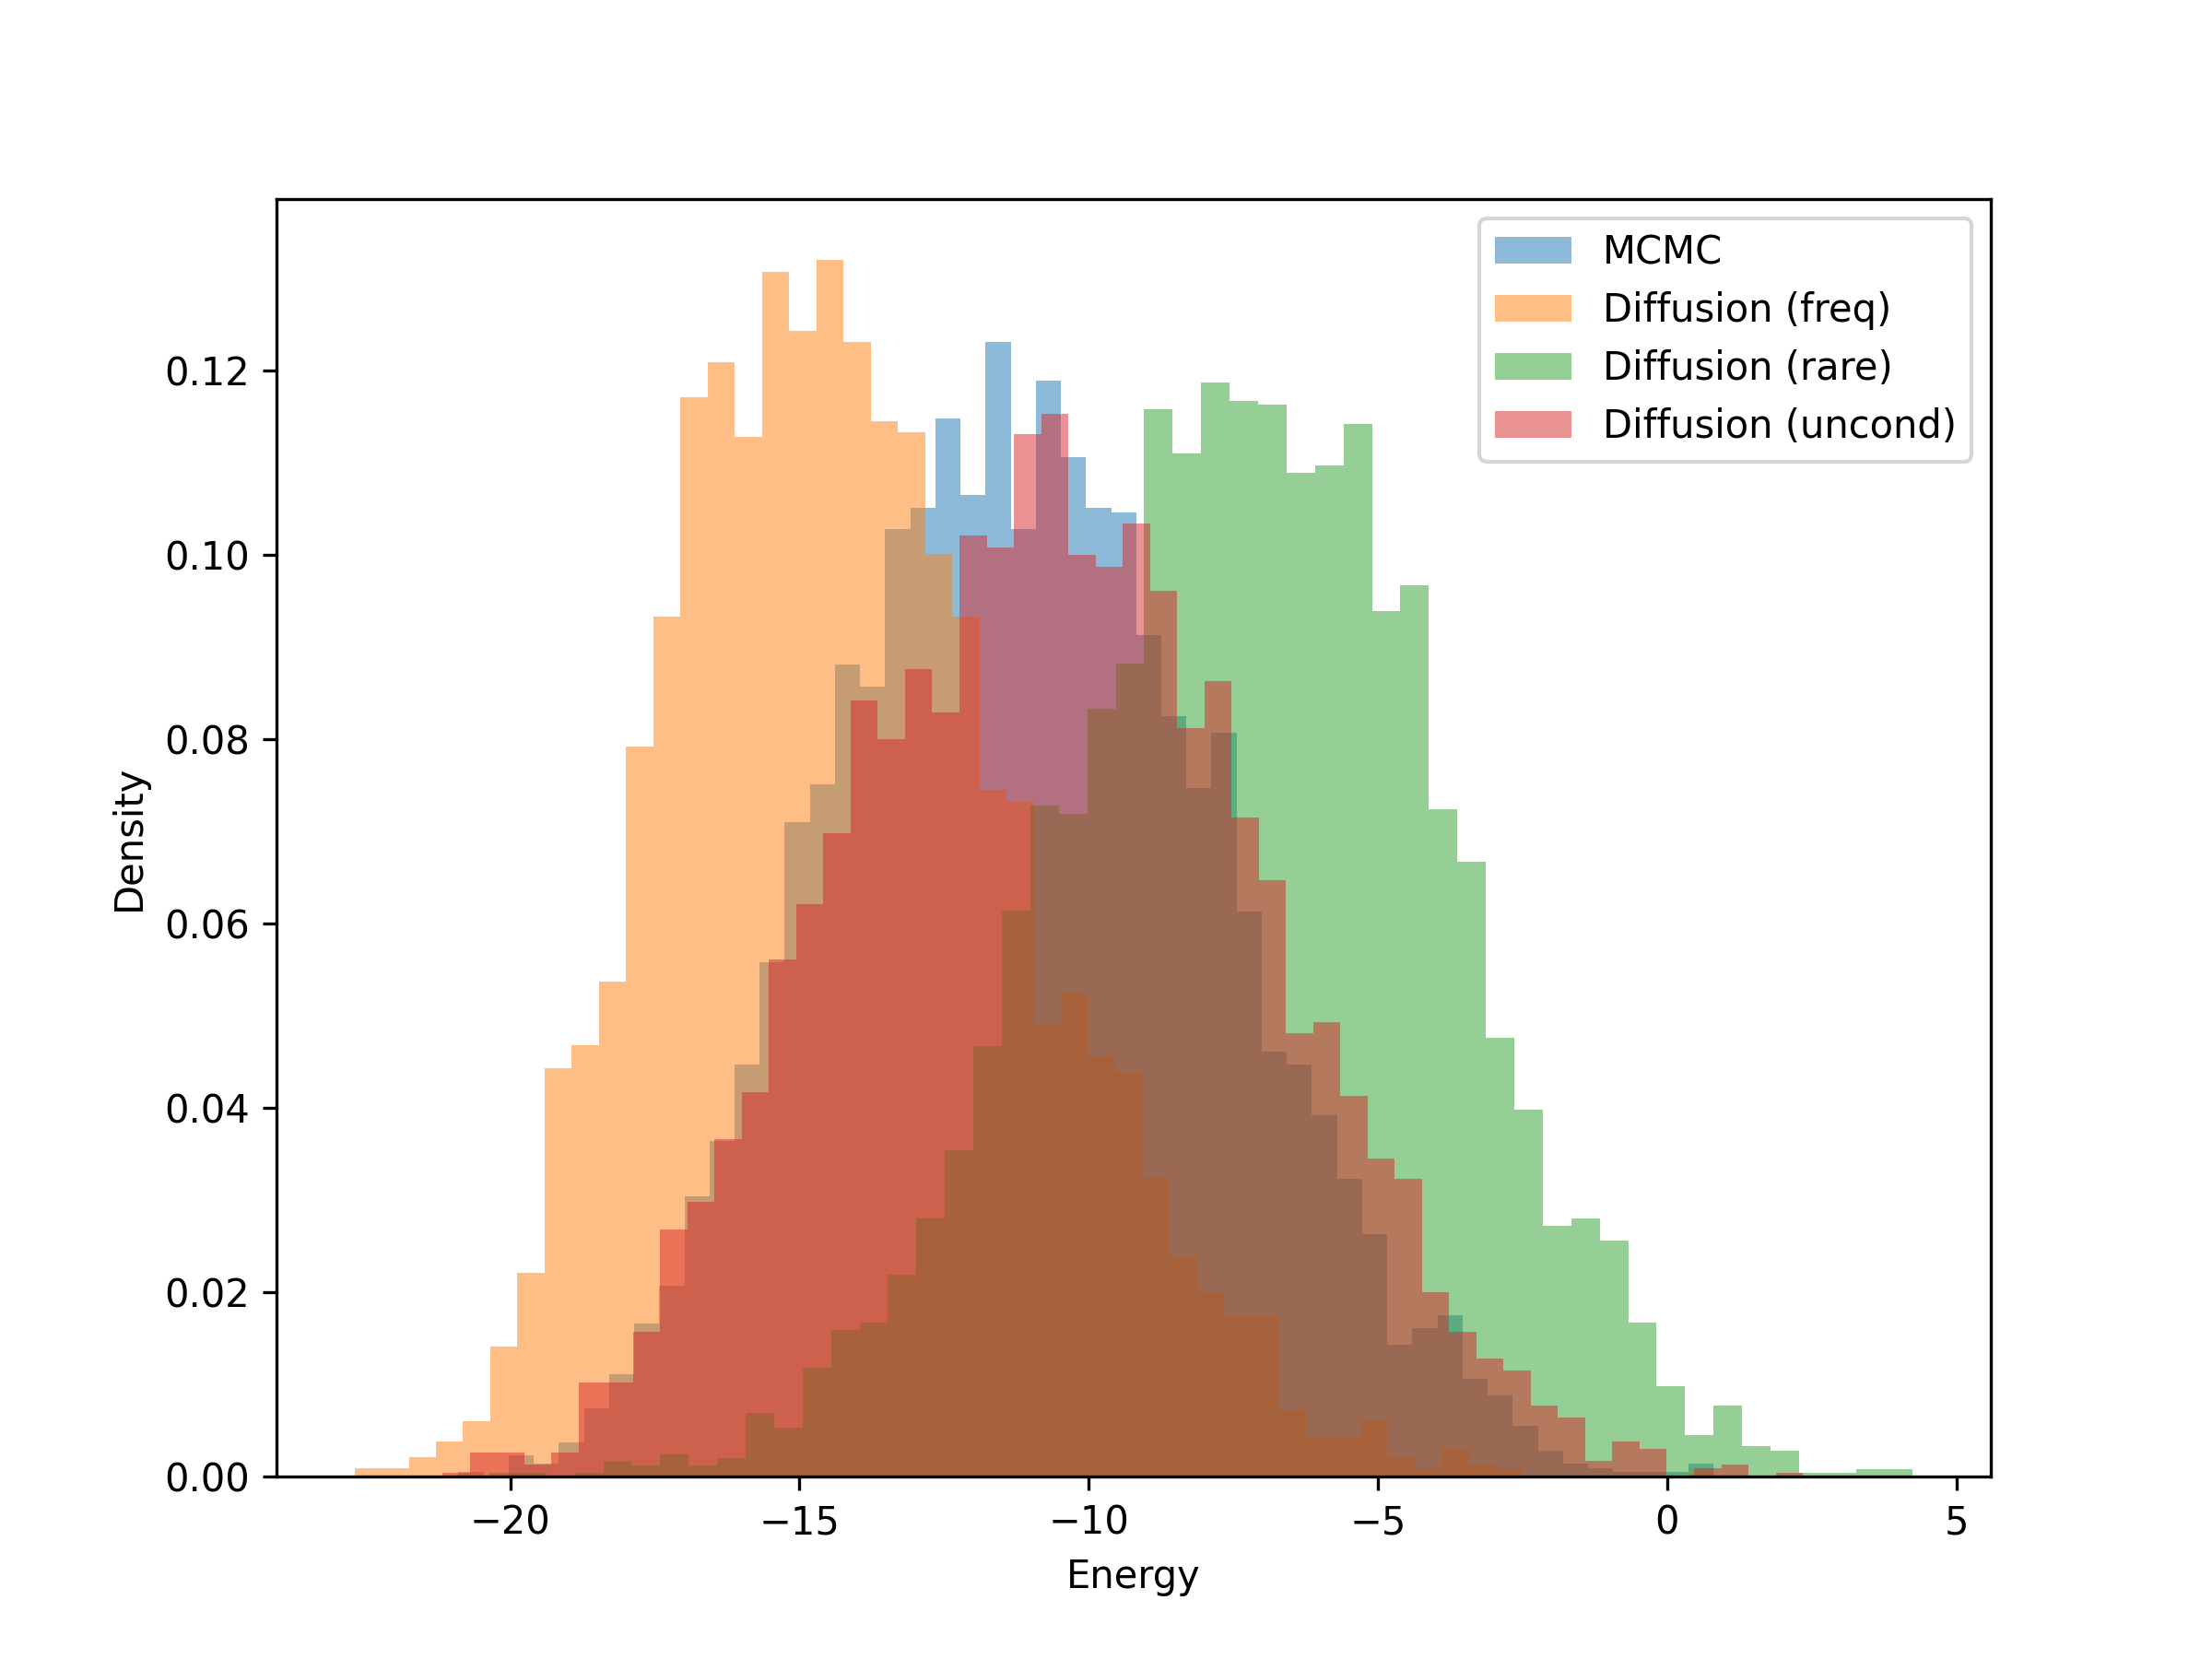 MCMC
Diffusion (freq)
Diffusion (rare)
Diffusion (uncond)
0.12
0.10
0.08
0.06
0.04
0.02
0.00
Density
−20 −15 −10 −5 0 5
Energy